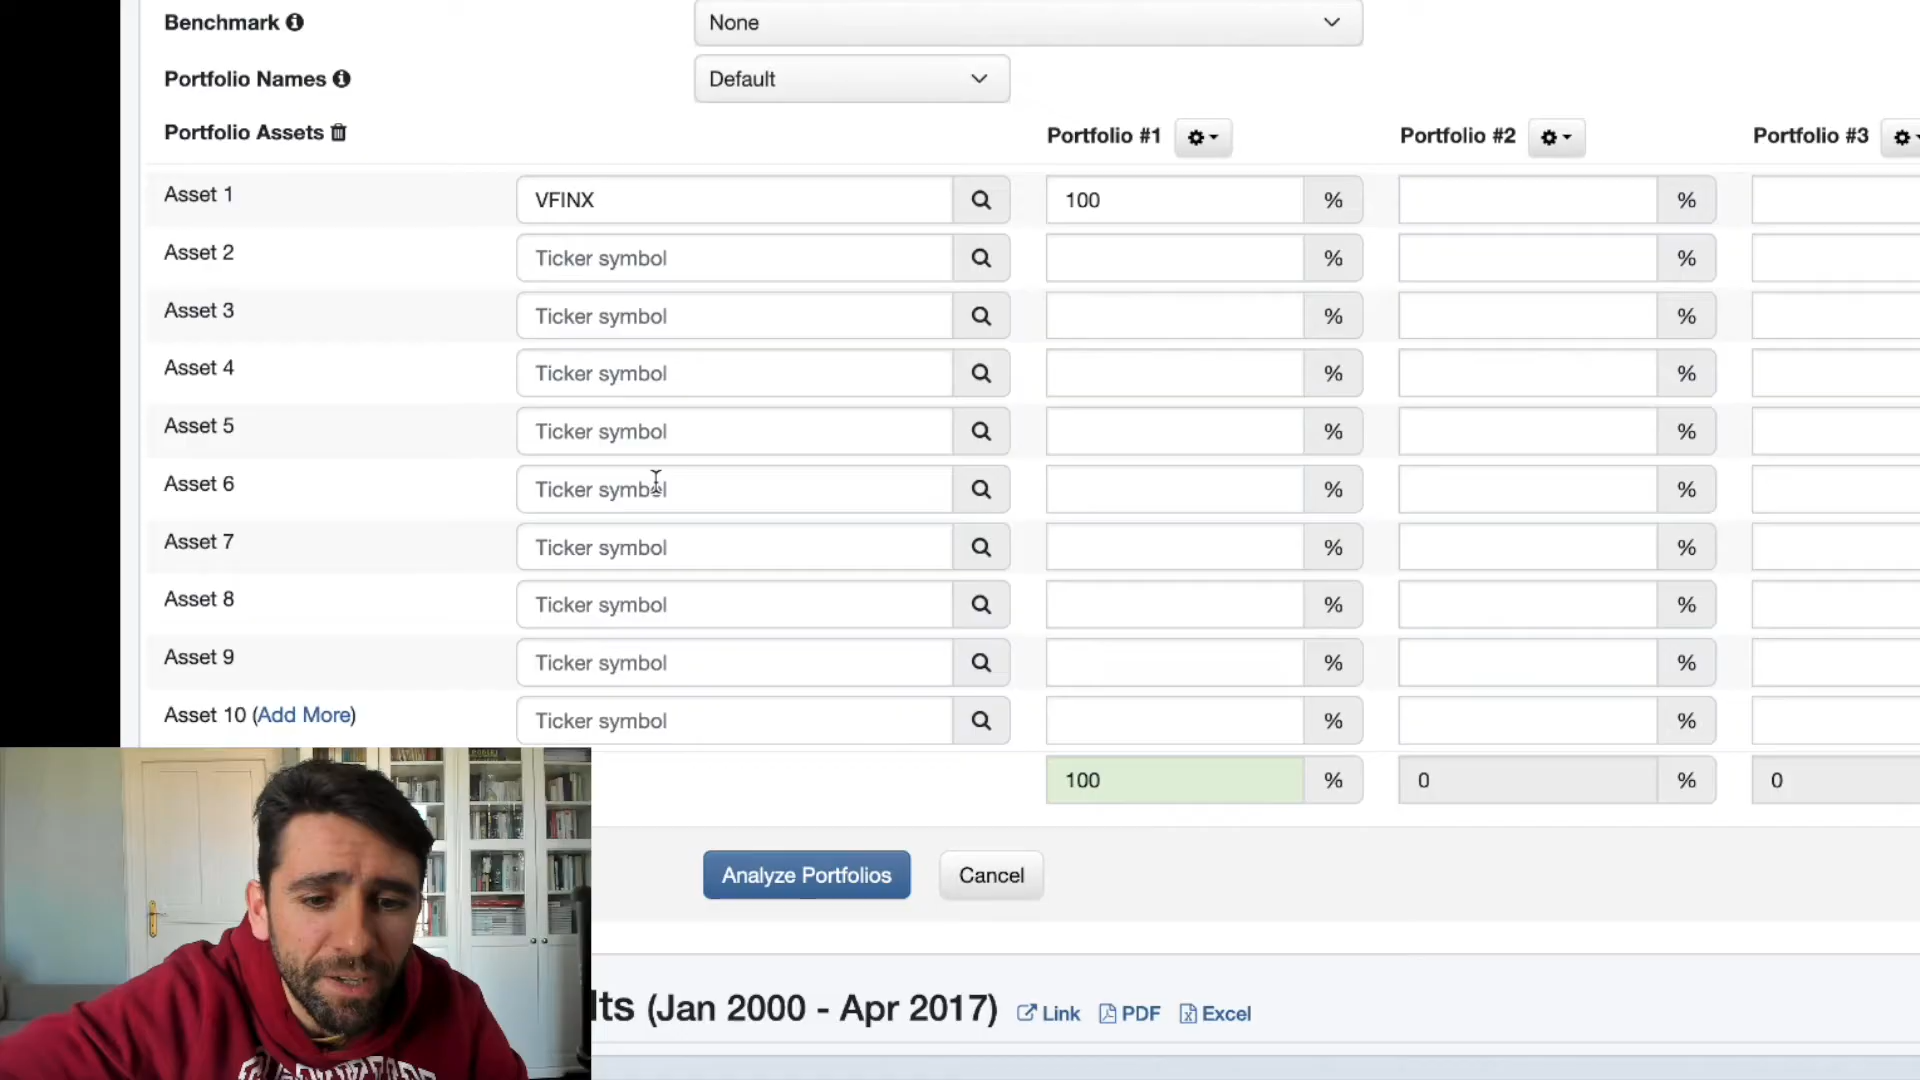 Benchmark None
Portfolio Names Default
Portfolio Assets Portfolio #1 Portfolio #2 Portfolio #3
Asset 1 VFINX 100 % %
Asset 2 Ticker symbol % %
Asset 3 Ticker symbol % %
Asset 4 Ticker symbol % %
Asset 5 Ticker symbol % %
Asset 6 Ticker symbol % %
Asset 7 Ticker symbol % %
Asset 8 Ticker symbol % %
Asset 9 Ticker symbol % %
Asset 10 (Add More) Ticker symbol % %
100 % 0 % 0
Analyze Portfolios Cancel
lts (Jan 2000 - Apr 2017) Link PDF Excel